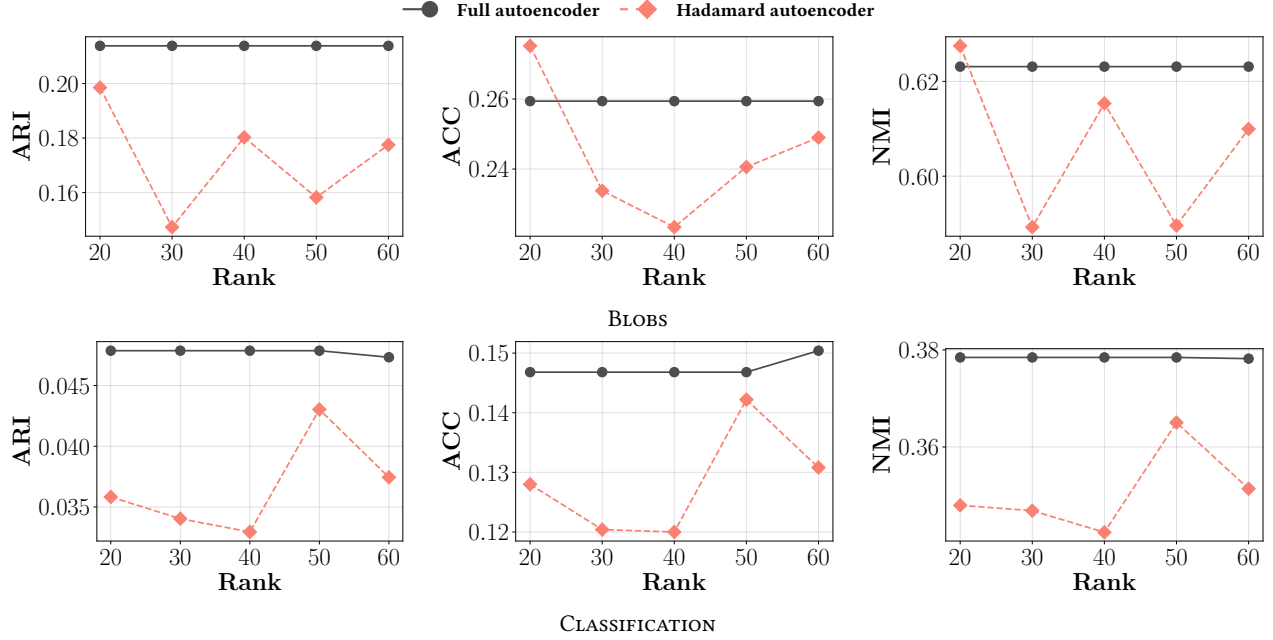 Full autoencoder Hadamard autoencoder
ARI
0.20
0.18
0.16
20 30 40 50 60
Rank
ACC
0.26
0.24
20 30 40 50 60
Rank
NMI
0.62
0.60
20 30 40 50 60
Rank
Blobs
ARI
0.045
0.040
0.035
20 30 40 50 60
Rank
ACC
0.15
0.14
0.13
0.12
20 30 40 50 60
Rank
NMI
0.38
0.36
20 30 40 50 60
Rank
Classification